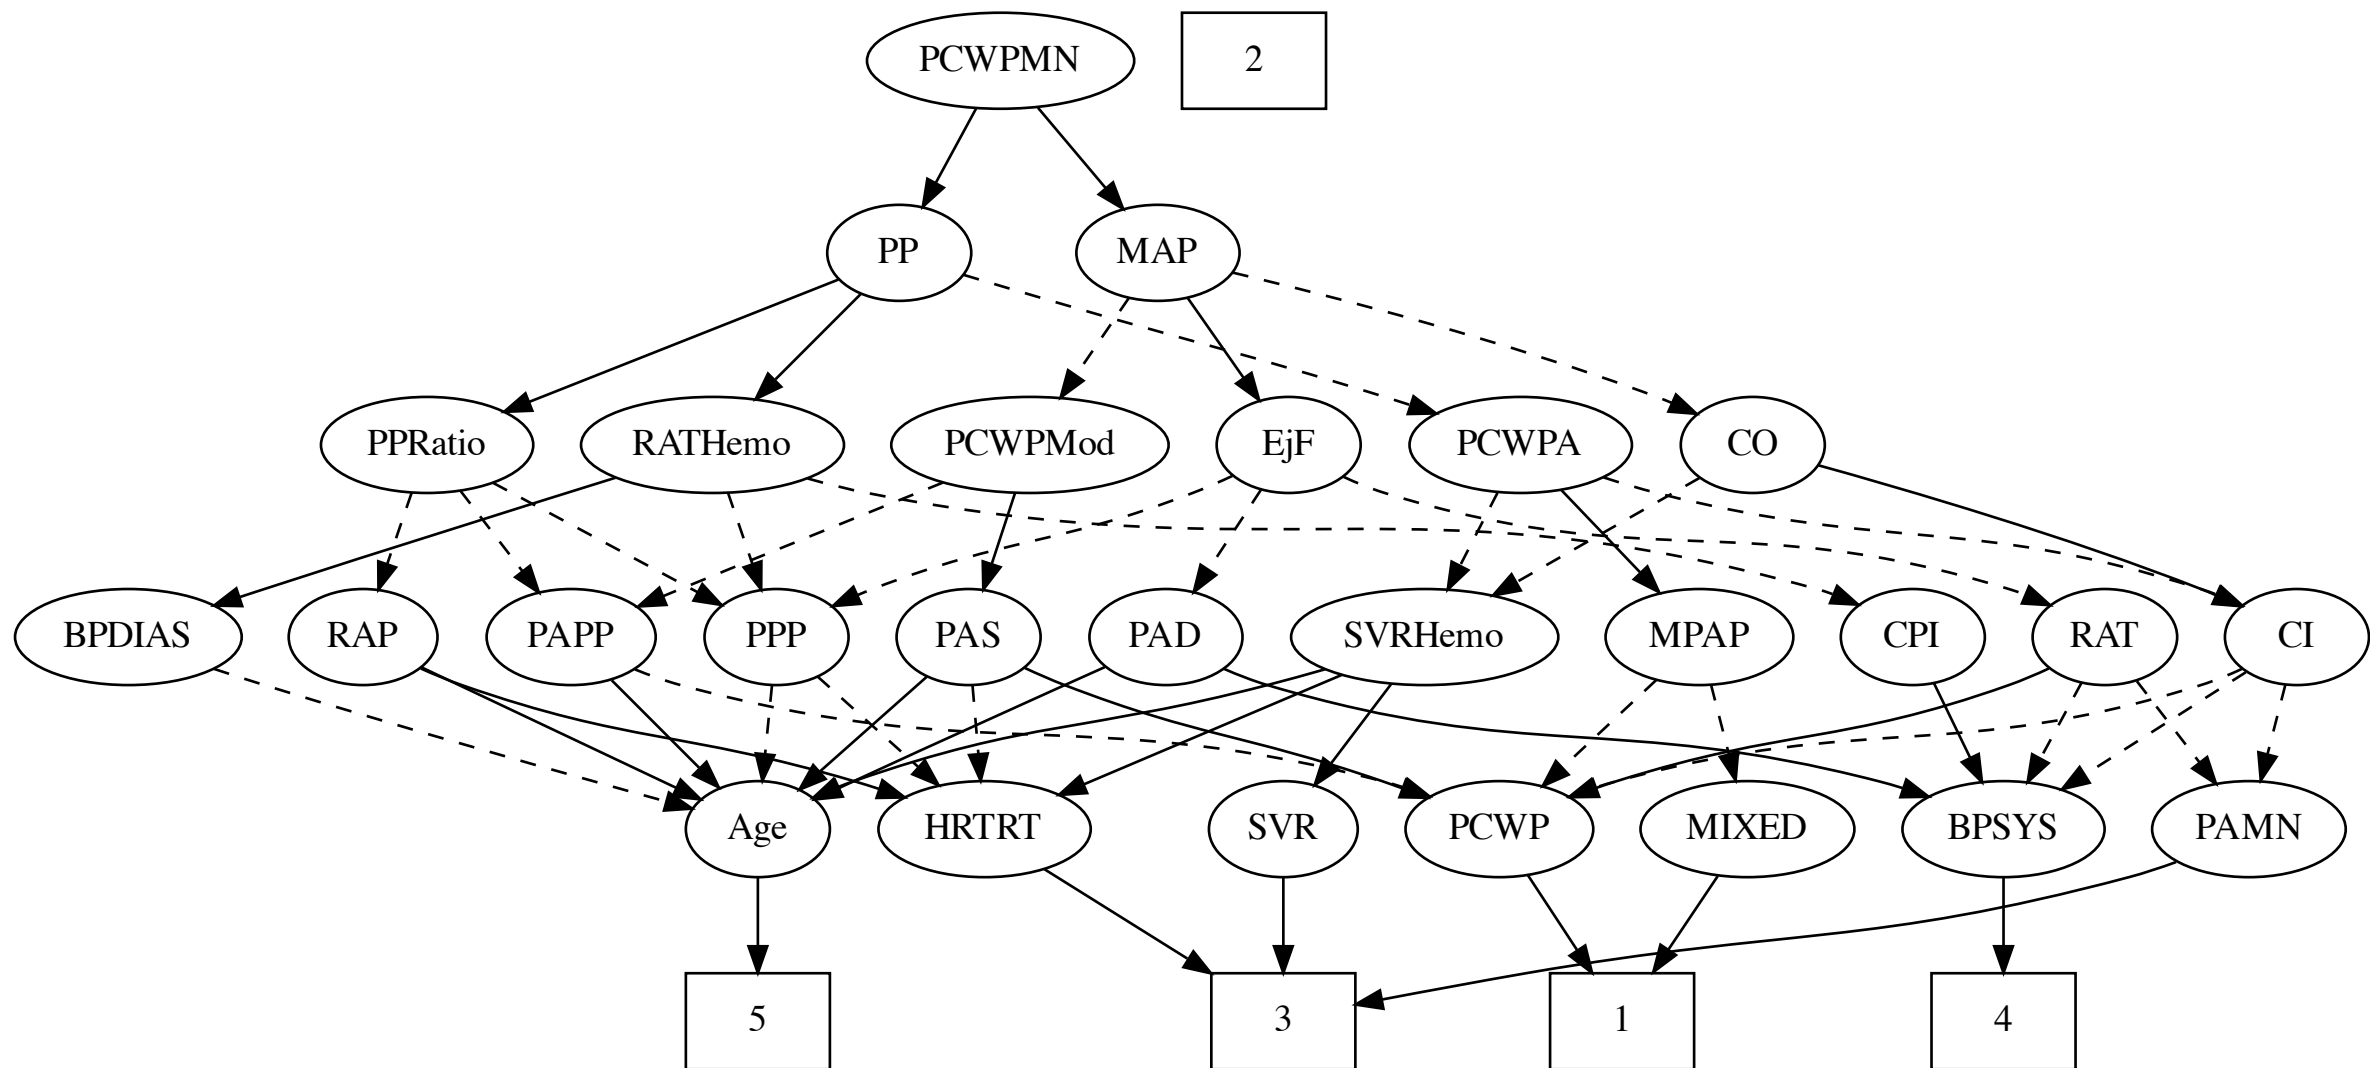 PCWPMN
2
PP
MAP
PPRatio
RATHemo
PCWPMod
EjF
PCWPA
CO
BPDIAS
RAP
PAPP
PPP
PAS
PAD
SVRHemo
MPAP
CPI
RAT
CI
Age
HRTRT
SVR
PCWP
MIXED
BPSYS
PAMN
5
3
1
4